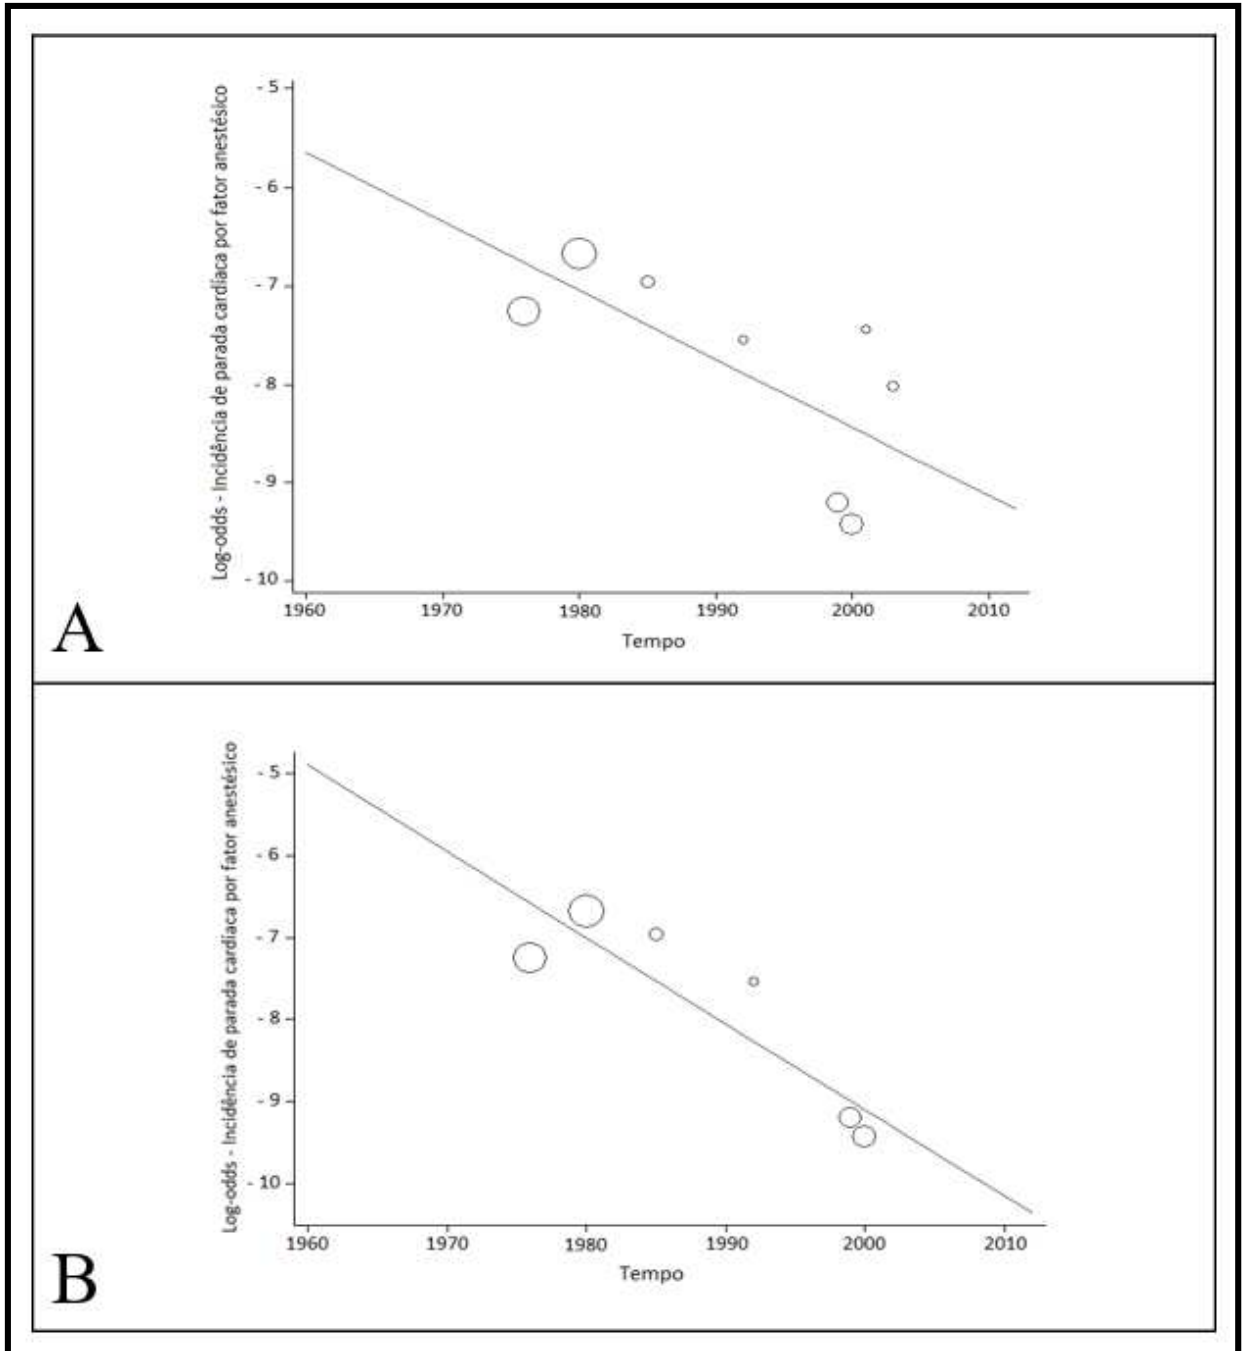 Log-odds - Incidência de parada cardíaca por fator anestésico
- 5
- 6
- 7
- 8
- 9
- 10
1960 1970 1980 1990 2000 2010
Tempo
A
Log-odds - Incidência de parada cardíaca por fator anestésico
- 5
- 6
- 7
- 8
- 9
- 10
1960 1970 1980 1990 2000 2010
Tempo
B